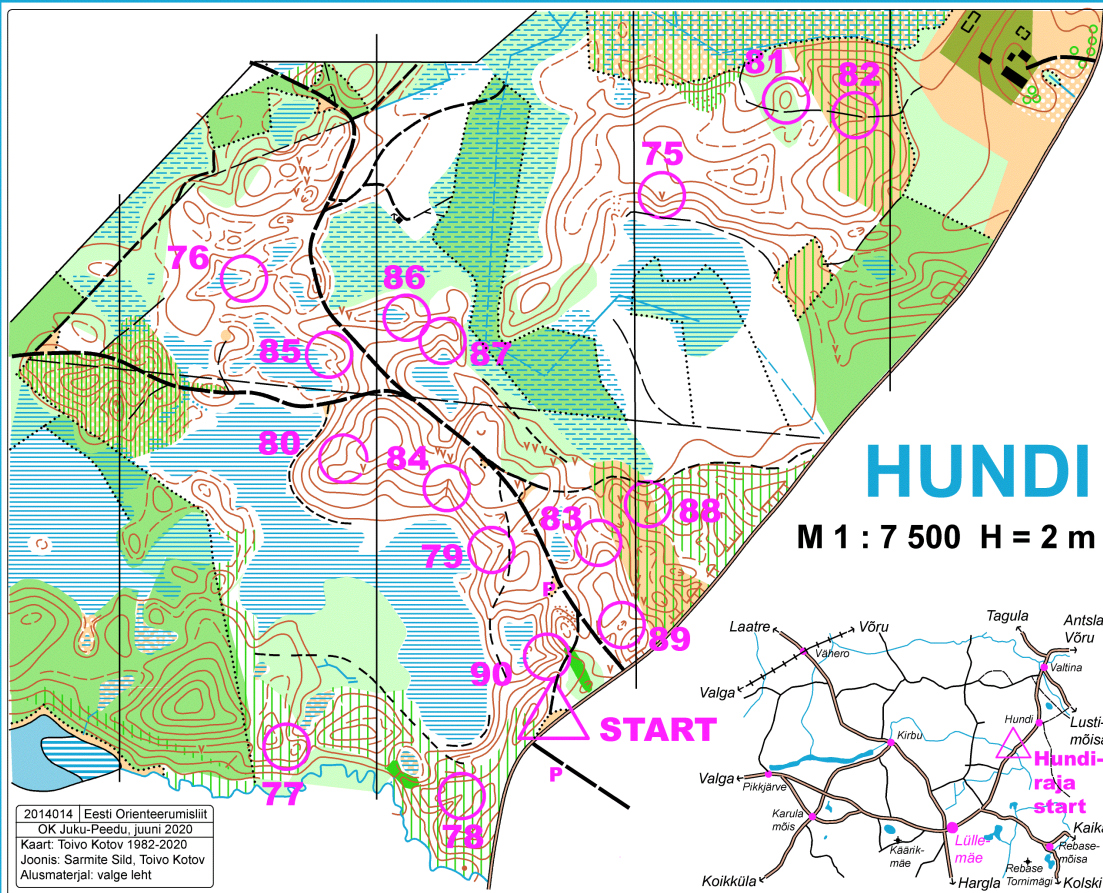 81
82
75
76
86
85
87
80
84
88
83
79
P
89
90
START
P
77
78
HUNDI
M 1 : 7 500 H = 2 m
2014014 Eesti Orienteerumisliit
OK Juku-Peedu, juuni 2020
Kaart: Toivo Kotov 1982-2020
Joonis: Sarmite Sild, Toivo Kotov
Alusmaterjal: valge leht
Laatre
Võru
Tagula
Antsla
Võru
Vähero
Valtina
Valga
Hundi
Lusti-
mõisa
Kirbu
Hundi-
raja
start
Valga
Pikkjärve
Karula
mõis
Kaika
Lülle-
mäe
Rebase-
mõisa
Käärik-
mäe
Rebase
Tornimägi
Koikküla
Hargla
Kolski